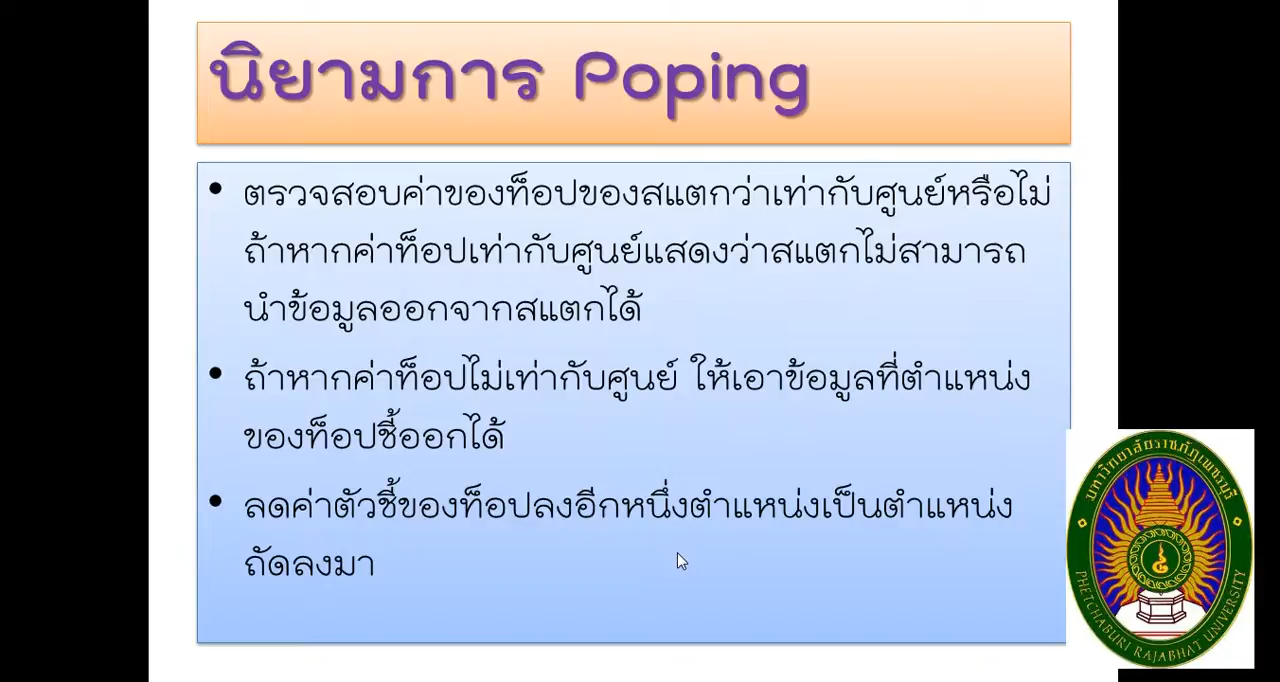 นิยามการ Poping
• ตรวจสอบค่าของท็อปของสแตกว่าเท่ากับศูนย์หรือไม่
ถ้าหากค่าท็อปเท่ากับศูนย์แสดงว่าสแตกไม่สามารถ
นำข้อมูลออกจากสแตกได้
• ถ้าหากค่าท็อปไม่เท่ากับศูนย์ ให้เอาข้อมูลที่ตำแหน่ง
ของท็อปชี้ออกได้
• ลดค่าตัวชี้ของท็อปลงอีกหนึ่งตำแหน่งเป็นตำแหน่ง
ถัดลงมา
มหาวิทยาลัยราชภัฏเพชรบุรี
PHETCHABURI RAJABHAT UNIVERSITY